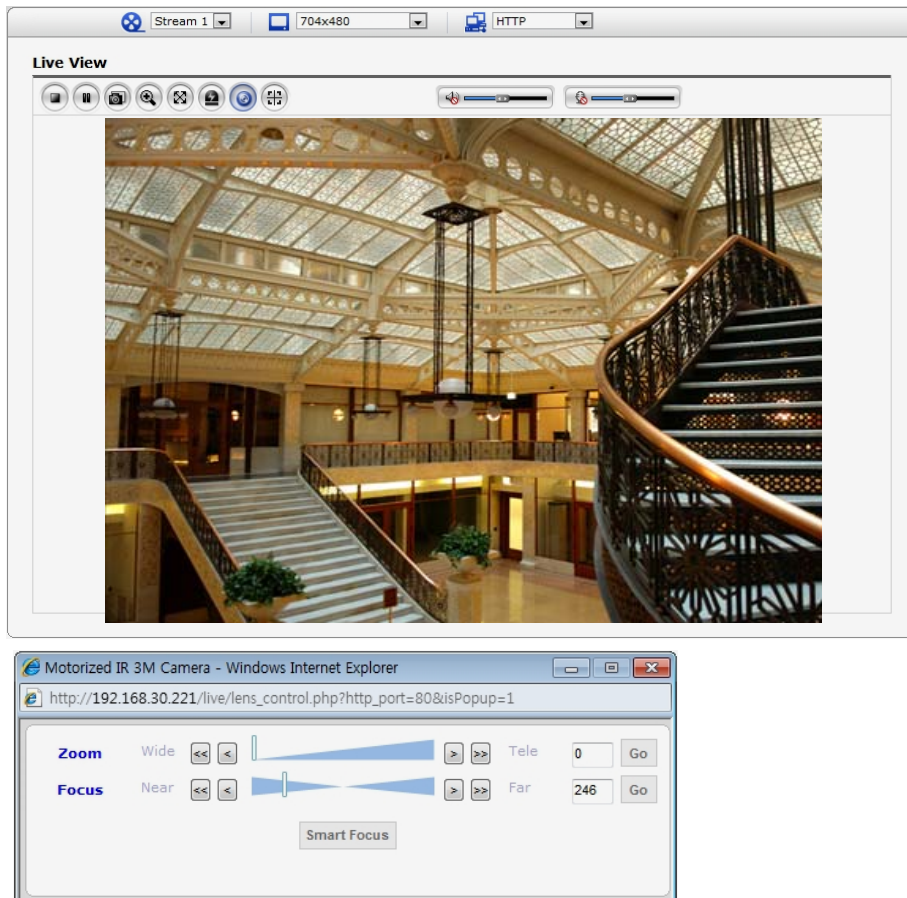 Stream 1 704x480 HTTP
Live View
Motorized IR 3M Camera - Windows Internet Explorer
http://192.168.30.221/live/lens_control.php?http_port=80&isPopup=1
Zoom Wide << < > >> Tele 0 Go
Focus Near << < > >> Far 246 Go
Smart Focus